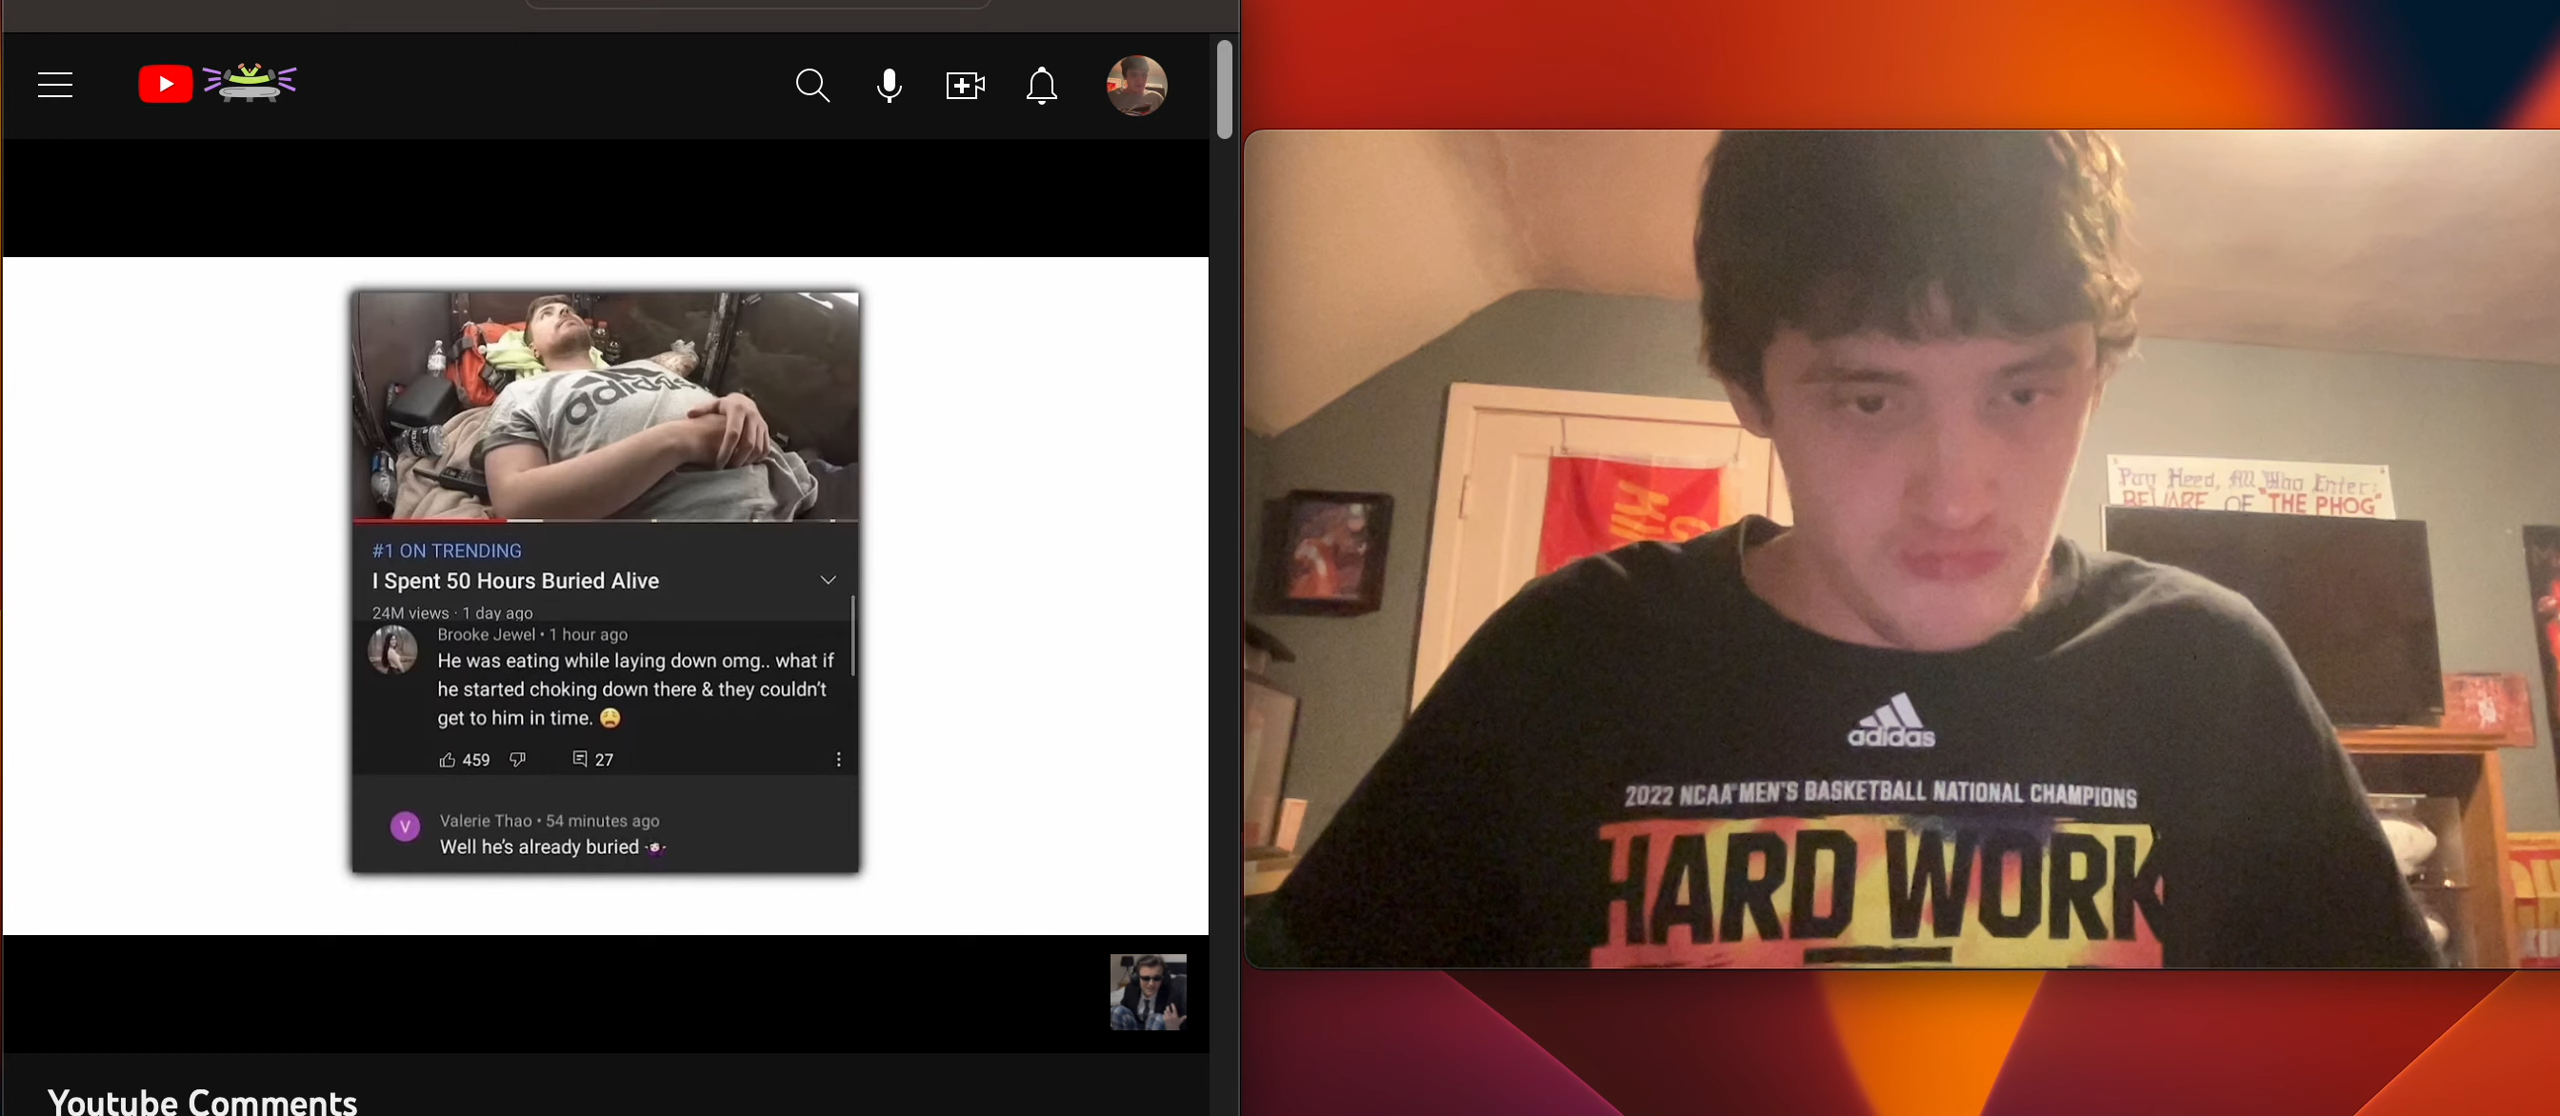 adidas
#1 ON TRENDING
I Spent 50 Hours Buried Alive
24M views · 1 day ago
Brooke Jewel • 1 hour ago
He was eating while laying down omg.. what if
he started choking down there & they couldn't
get to him in time. 😩
459
27
V
Valerie Thao • 54 minutes ago
Well he's already buried 🤷🏻‍♀️
Youtube Comments
Pay Heed, All Who Enter:
BEWARE OF "THE PHOG"
adidas
2022 NCAA MEN'S BASKETBALL NATIONAL CHAMPIONS
HARD WORK